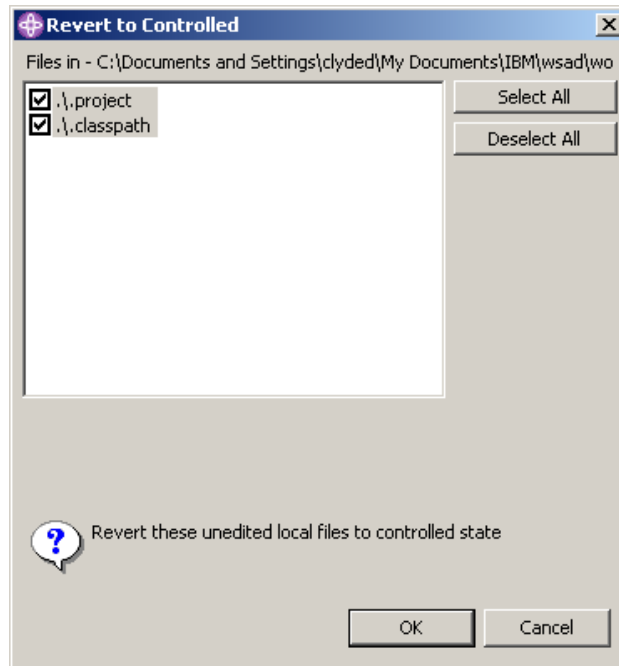 Revert to Controlled
Files in - C:\Documents and Settings\clyded\My Documents\IBM\wsad\wo
.\.project
.\.classpath
Select All
Deselect All
Revert these unedited local files to controlled state
OK
Cancel